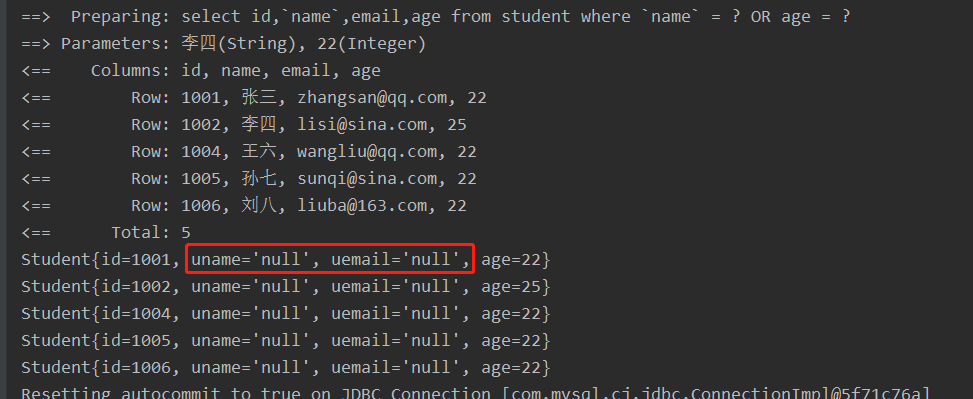 ==>  Preparing: select id,`name`,email,age from student where `name` = ? OR age = ?
==> Parameters: 李四(String), 22(Integer)
<==    Columns: id, name, email, age
<==        Row: 1001, 张三, zhangsan@qq.com, 22
<==        Row: 1002, 李四, lisi@sina.com, 25
<==        Row: 1004, 王六, wangliu@qq.com, 22
<==        Row: 1005, 孙七, sunqi@sina.com, 22
<==        Row: 1006, 刘八, liuba@163.com, 22
<==      Total: 5
Student{id=1001, uname='null', uemail='null', age=22}
Student{id=1002, uname='null', uemail='null', age=25}
Student{id=1004, uname='null', uemail='null', age=22}
Student{id=1005, uname='null', uemail='null', age=22}
Student{id=1006, uname='null', uemail='null', age=22}
Resetting autocommit to true on JDBC Connection [com.mysql.cj.jdbc.ConnectionImpl@5f71c76a]